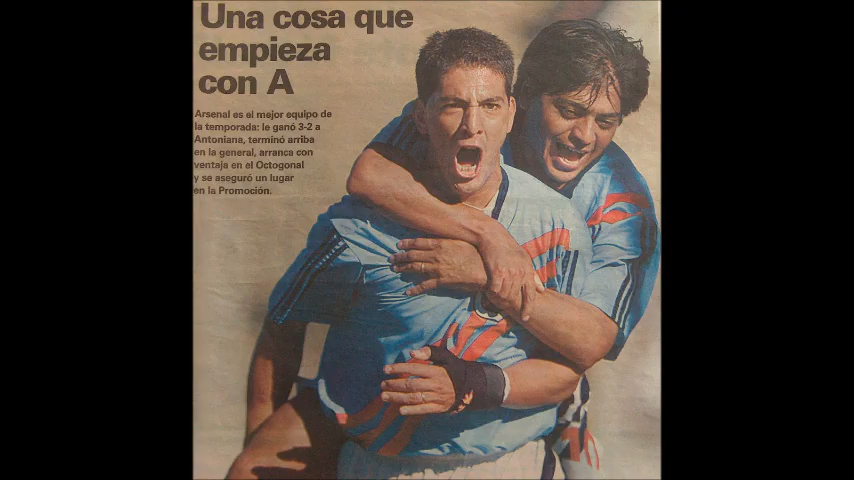 Una cosa que
empieza
con A
Arsenal es el mejor equipo de
la temporada: le ganó 3-2 a
Antoniana, terminó arriba
en la general, arranca con
ventaja en el Octogonal
y se aseguró un lugar
en la Promoción.